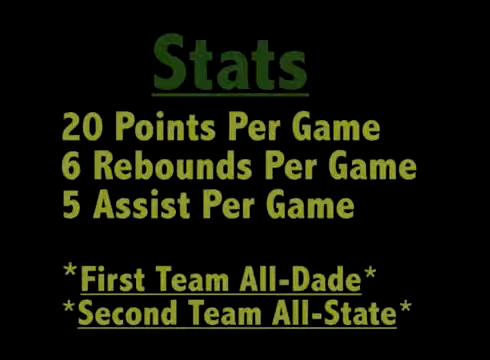 Stats
20 Points Per Game
6 Rebounds Per Game
5 Assist Per Game
*First Team All-Dade*
*Second Team All-State*